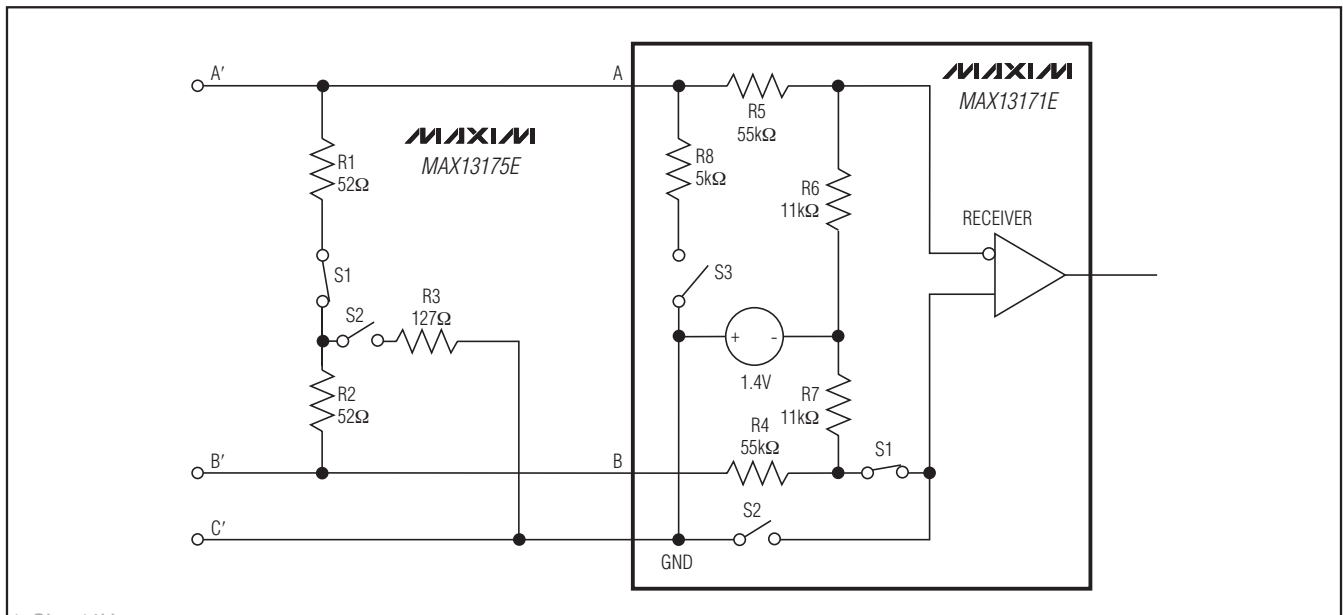 A′
A
MAXIM
MAX13175E
MAXIM
MAX13171E
R1
52Ω
R5
55kΩ
R8
5kΩ
R6
11kΩ
RECEIVER
S1
S3
S2
R3
127Ω
+ -
1.4V
R2
52Ω
R7
11kΩ
R4
55kΩ
S1
B′
B
S2
C′
GND